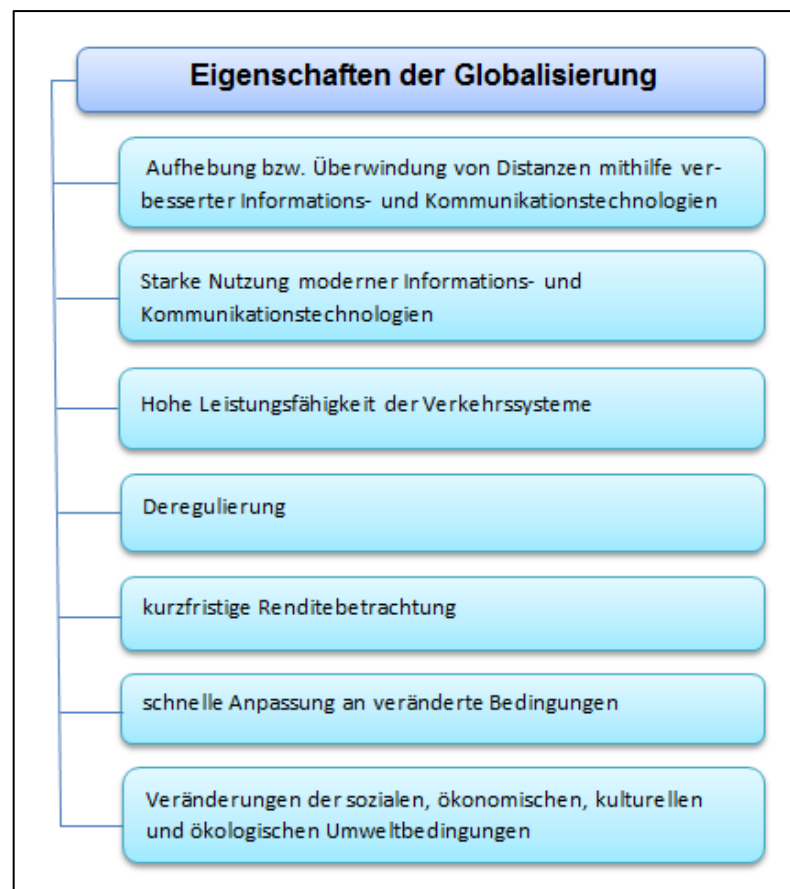 Eigenschaften der Globalisierung
Aufhebung bzw. Überwindung von Distanzen mithilfe ver-
besserter Informations- und Kommunikationstechnologien
Starke Nutzung moderner Informations- und
Kommunikationstechnologien
Hohe Leistungsfähigkeit der Verkehrssysteme
Deregulierung
kurzfristige Renditebetrachtung
schnelle Anpassung an veränderte Bedingungen
Veränderungen der sozialen, ökonomischen, kulturellen
und ökologischen Umweltbedingungen